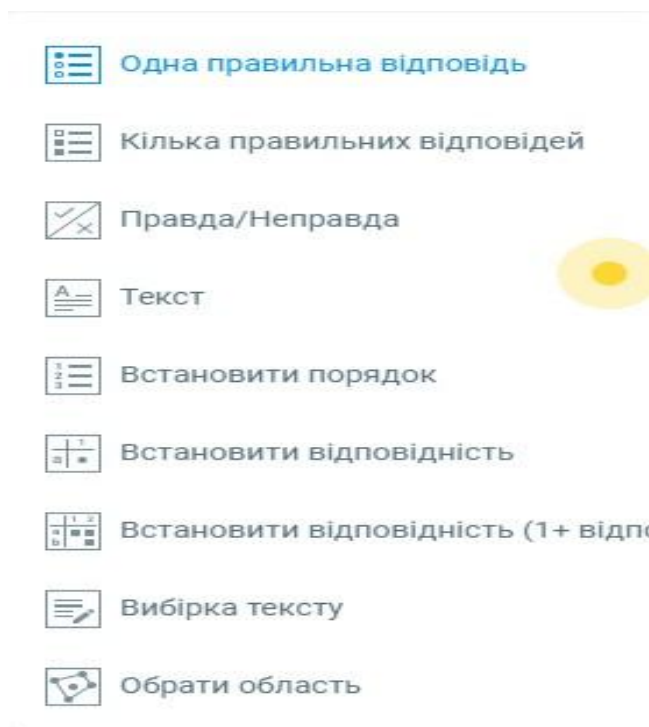 Одна правильна відповідь
Кілька правильних відповідей
Правда/Неправда
Текст
Встановити порядок
Встановити відповідність
Встановити відповідність (1+
Вибірка тексту
Обрати область